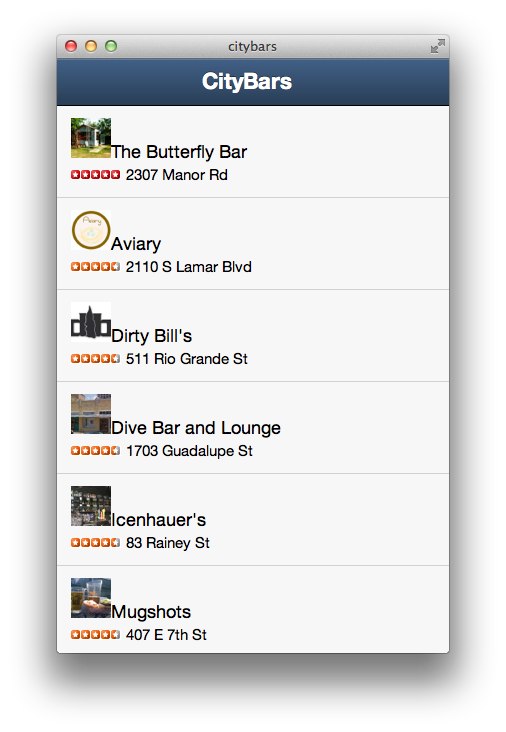 citybars
CityBars
The Butterfly Bar
2307 Manor Rd
Aviary
Aviary
2110 S Lamar Blvd
Dirty Bill's
511 Rio Grande St
Dive Bar and Lounge
1703 Guadalupe St
Icenhauer's
83 Rainey St
Mugshots
407 E 7th St